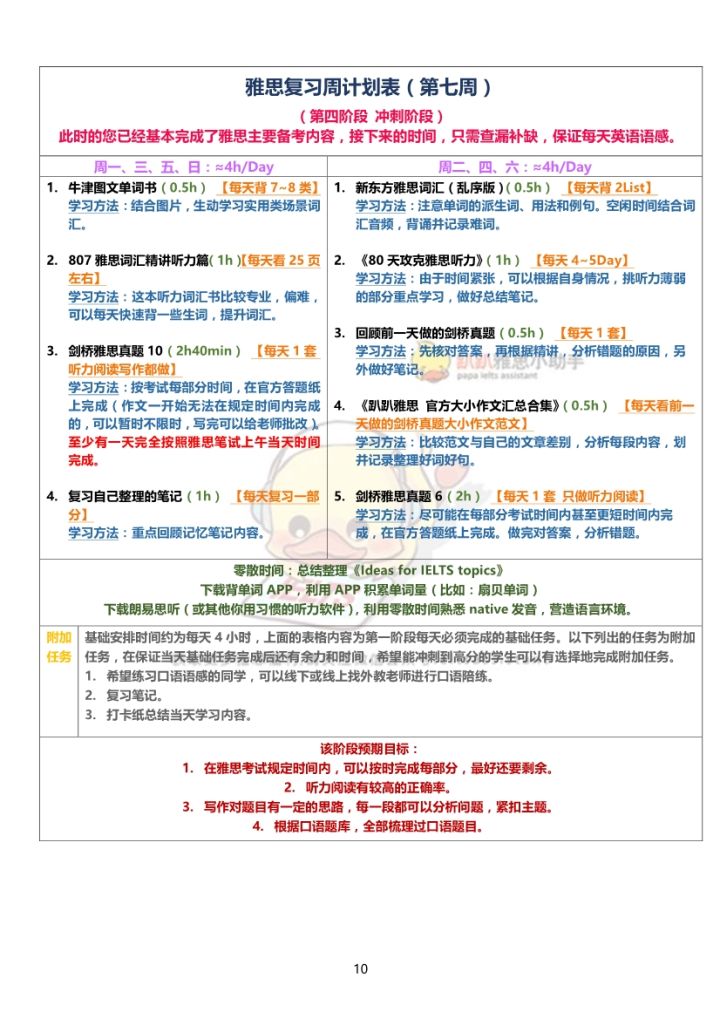 雅思复习周计划表（第七周）
（第四阶段 冲刺阶段）
此时的您已经基本完成了雅思主要备考内容，接下来的时间，只需查漏补缺，保证每天英语语感。
周一、三、五、日：≈4h/Day
1. 牛津图文单词书（0.5h）【每天背 7~8 类】
学习方法：结合图片，生动学习实用类场景词
汇。
2. 807 雅思词汇精讲听力篇（1h）【每天看 25 页
左右】
学习方法：这本听力词汇书比较专业，偏难，
可以每天快速背一些生词，提升词汇。
3. 剑桥雅思真题 10（2h40min）【每天 1 套
听力阅读写作都做】
学习方法：按考试每部分时间，在官方答题纸
上完成（作文一开始无法在规定时间内完成
的，可以暂时不限时，写完可以给老师批改）。
至少有一天完全按照雅思笔试上午当天时间
完成。
4. 复习自己整理的笔记（1h）【每天复习一部
分】
学习方法：重点回顾记忆笔记内容。
周二、四、六：≈4h/Day
1. 新东方雅思词汇（乱序版）（0.5h）【每天背 2List】
学习方法：注意单词的派生词、用法和例句。空闲时间结合词
汇音频，背诵并记录难词。
2. 《80 天攻克雅思听力》（1h）【每天 4~5Day】
学习方法：由于时间紧张，可以根据自身情况，挑听力薄弱
的部分重点学习，做好总结笔记。
3. 回顾前一天做的剑桥真题（0.5h）【每天 1 套】
学习方法：先核对答案，再根据精讲，分析错题的原因，另
外做好笔记。
4. 《趴趴雅思 官方大小作文汇总合集》（0.5h）【每天看前一
天做的剑桥真题大小作文范文】
学习方法：比较范文与自己的文章差别，分析每段内容，划
并记录整理好词好句。
5. 剑桥雅思真题 6（2h）【每天 1 套 只做听力阅读】
学习方法：尽可能在每部分考试时间内甚至更短时间内完
成，在官方答题纸上完成。做完对答案，分析错题。
趴趴雅思小助手
papa ielts assistant
IELTS
零散时间：总结整理《Ideas for IELTS topics》
下载背单词 APP，利用 APP 积累单词量（比如：扇贝单词）
下载朗易思听（或其他你用习惯的听力软件），利用零散时间熟悉 native 发音，营造语言环境。
附加
任务
基础安排时间约为每天 4 小时，上面的表格内容为第一阶段每天必须完成的基础任务。以下列出的任务为附加
任务，在保证当天基础任务完成后还有余力和时间，希望能冲刺到高分的学生可以有选择地完成附加任务。
1. 希望练习口语语感的同学，可以线下或线上找外教老师进行口语陪练。
2. 复习笔记。
3. 打卡纸总结当天学习内容。
该阶段预期目标：
1. 在雅思考试规定时间内，可以按时完成每部分，最好还要剩余。
2. 听力阅读有较高的正确率。
3. 写作对题目有一定的思路，每一段都可以分析问题，紧扣主题。
4. 根据口语题库，全部梳理过口语题目。
10